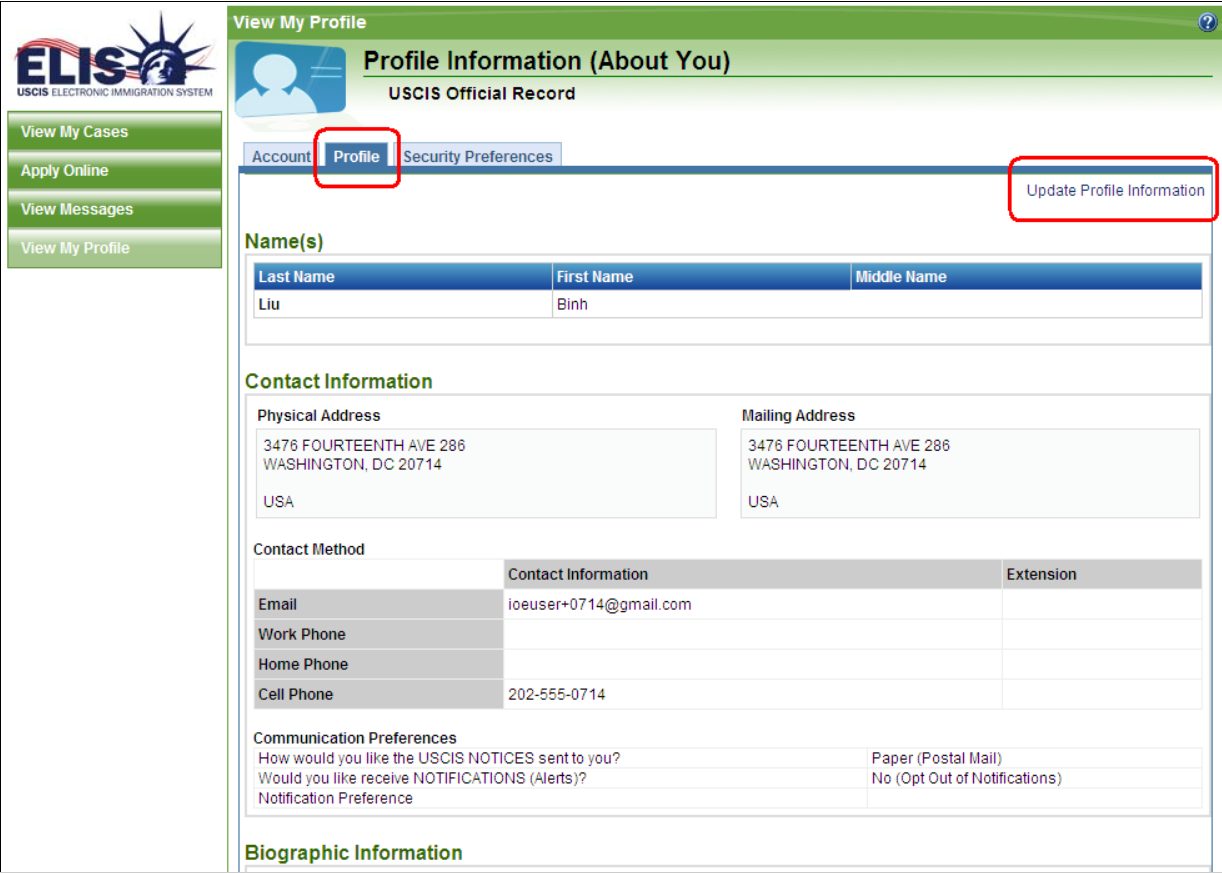 View My Profile
?
ELIS
USCIS ELECTRONIC IMMIGRATION SYSTEM
Profile Information (About You)
USCIS Official Record
View My Cases
Apply Online
View Messages
View My Profile
Account Profile Security Preferences
Update Profile Information
Name(s)
Last Name First Name Middle Name
Liu Binh
Contact Information
Physical Address Mailing Address
3476 FOURTEENTH AVE 286 3476 FOURTEENTH AVE 286
WASHINGTON, DC 20714 WASHINGTON, DC 20714
USA USA
Contact Method
Contact Information Extension
Email ioeuser+0714@gmail.com
Work Phone
Home Phone
Cell Phone 202-555-0714
Communication Preferences
How would you like the USCIS NOTICES sent to you? Paper (Postal Mail)
Would you like receive NOTIFICATIONS (Alerts)? No (Opt Out of Notifications)
Notification Preference
Biographic Information